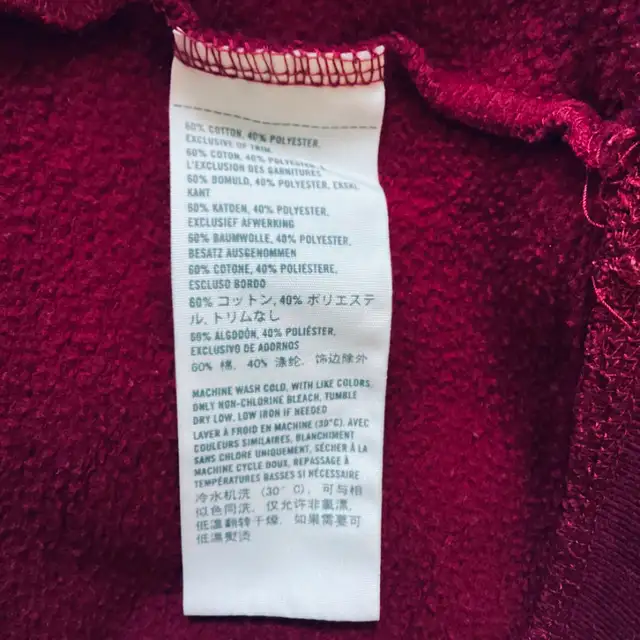 60% COTTON, 40% POLYESTER,
EXCLUSIVE OF TRIM
60% COTON, 40% POLYESTER, À
L'EXCLUSION DES GARNITURES
60% BOMULD, 40% POLYESTER, EKSKL
KANT
60% KATOEN, 40% POLYESTER,
EXCLUSIEF AFWERKING
60% BAUMWOLLE, 40% POLYESTER,
BESATZ AUSGENOMMEN
60% COTONE, 40% POLIESTERE,
ESCLUSO BORDO
60% コットン, 40% ポリエステ
ル, トリムなし
60% ALGODÓN, 40% POLIÉSTER,
EXCLUSIVO DE ADORNOS
60% 棉, 40% 涤纶, 饰边除外
MACHINE WASH COLD, WITH LIKE COLORS
ONLY NON-CHLORINE BLEACH, TUMBLE
DRY LOW, LOW IRON IF NEEDED
LAVER À FROID EN MACHINE (30°C), AVEC
COULEURS SIMILAIRES, BLANCHIMENT
SANS CHLORE UNIQUEMENT, SÉCHER À LA
MACHINE CYCLE DOUX, REPASSAGE À
TEMPÉRATURES BASSES SI NÉCESSAIRE
冷水机洗 (30°C), 可与相
似色同洗, 仅允许非氯漂,
低温翻转干燥, 如果需要可
低温熨烫